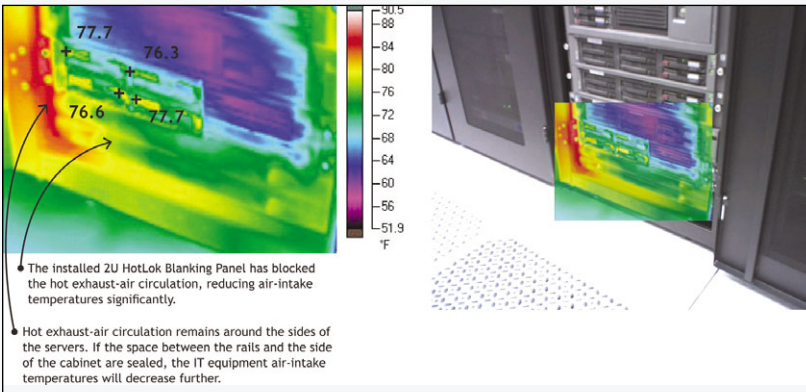 77.7
76.3
76.6
77.7
90.5
88
84
80
76
72
68
64
60
56
51.9
°F
The installed 2U HotLok Blanking Panel has blocked
the hot exhaust-air circulation, reducing air-intake
temperatures significantly.
Hot exhaust-air circulation remains around the sides of
the servers. If the space between the rails and the side
of the cabinet are sealed, the IT equipment air-intake
temperatures will decrease further.